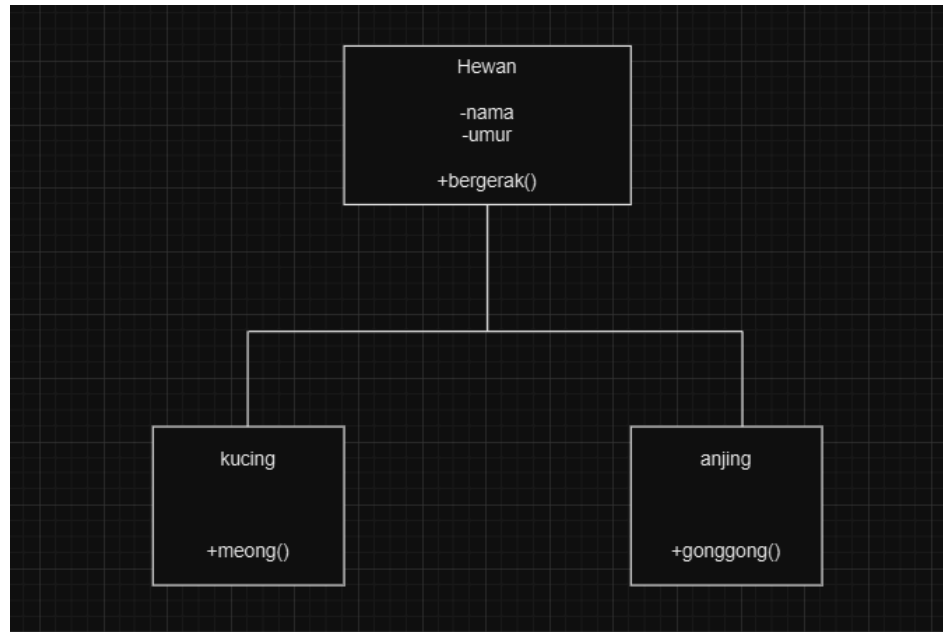 Hewan
-nama
-umur
+bergerak()
kucing
+meong()
anjing
+gonggong()